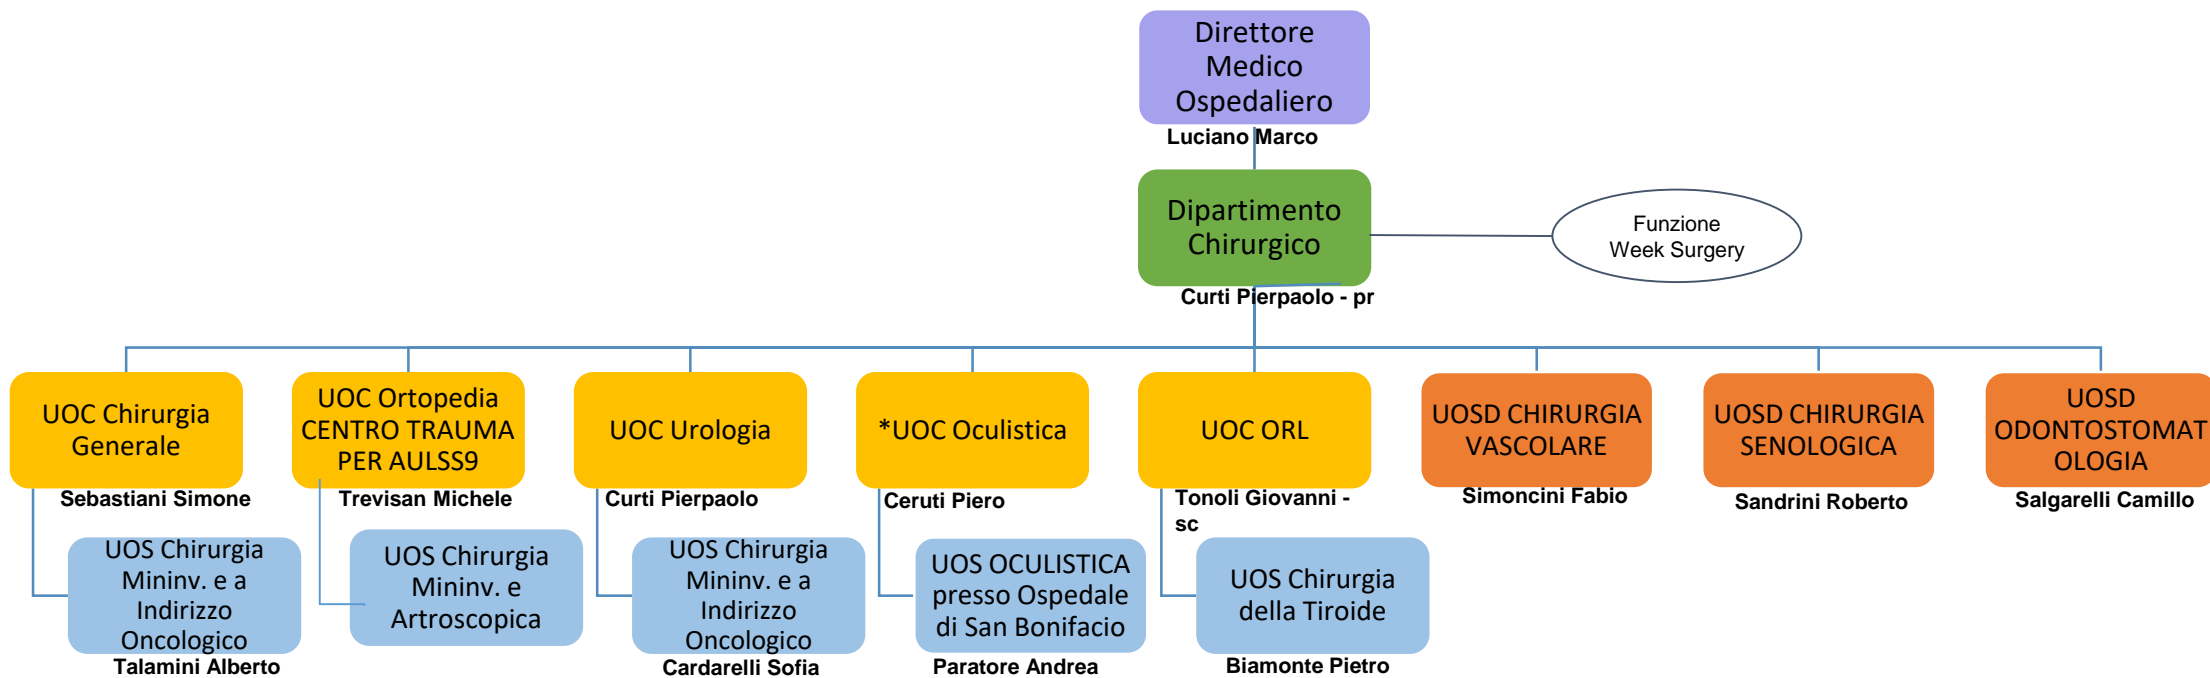 Direttore
Medico
Ospedaliero
Luciano Marco
Dipartimento
Chirurgico
Curti Pierpaolo - pr
Funzione
Week Surgery
UOC Chirurgia
Generale
Sebastiani Simone
UOC Ortopedia
CENTRO TRAUMA
PER AULSS9
Trevisan Michele
UOC Urologia
Curti Pierpaolo
*UOC Oculistica
Ceruti Piero
UOC ORL
Tonoli Giovanni -
sc
UOSD CHIRURGIA
VASCOLARE
Simoncini Fabio
UOSD CHIRURGIA
SENOLOGICA
Sandrini Roberto
UOSD
ODONTOSTOMAT
OLOGIA
Salgarelli Camillo
UOS Chirurgia
Mininv. e a
Indirizzo
Oncologico
Talamini Alberto
UOS Chirurgia
Mininv. e
Artroscopica
UOS Chirurgia
Mininv. e a
Indirizzo
Oncologico
Cardarelli Sofia
UOS OCULISTICA
presso Ospedale
di San Bonifacio
Paratore Andrea
UOS Chirurgia
della Tiroide
Biamonte Pietro